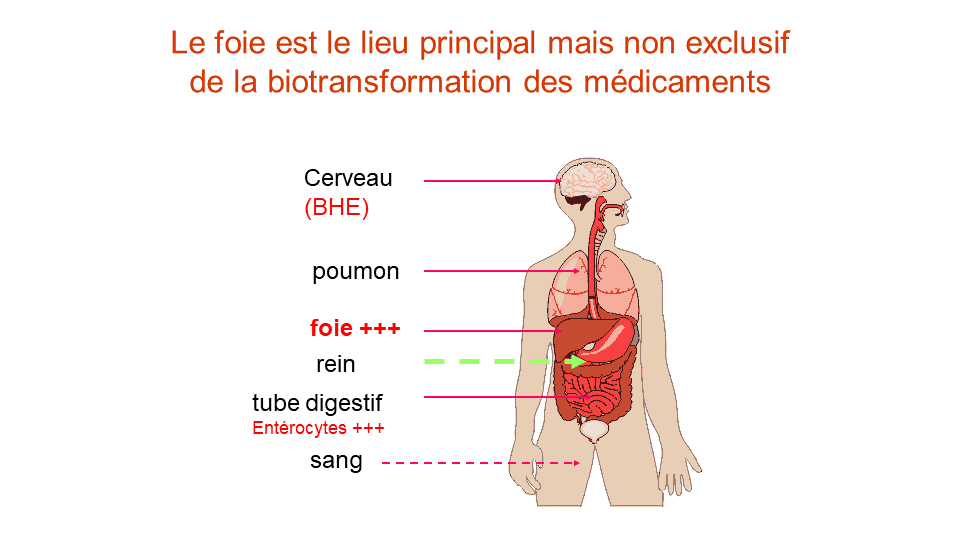 Le foie est le lieu principal mais non exclusif
de la biotransformation des médicaments
Cerveau
(BHE)
poumon
foie +++
rein
tube digestif
Entérocytes +++
sang